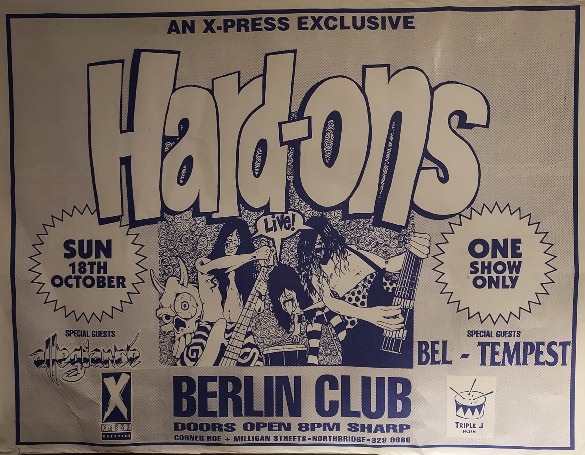 AN X-PRESS EXCLUSIVE
Hard-ons
LIVE!
SUN
18TH
OCTOBER
ONE
SHOW
ONLY
SPECIAL GUESTS
allegiance
SPECIAL GUESTS
BEL - TEMPEST
X
BERLIN CLUB
DOORS OPEN 8PM SHARP
CORNER ROE + MILLIGAN STREETS-NORTHBRIDGE-
TRIPLE J